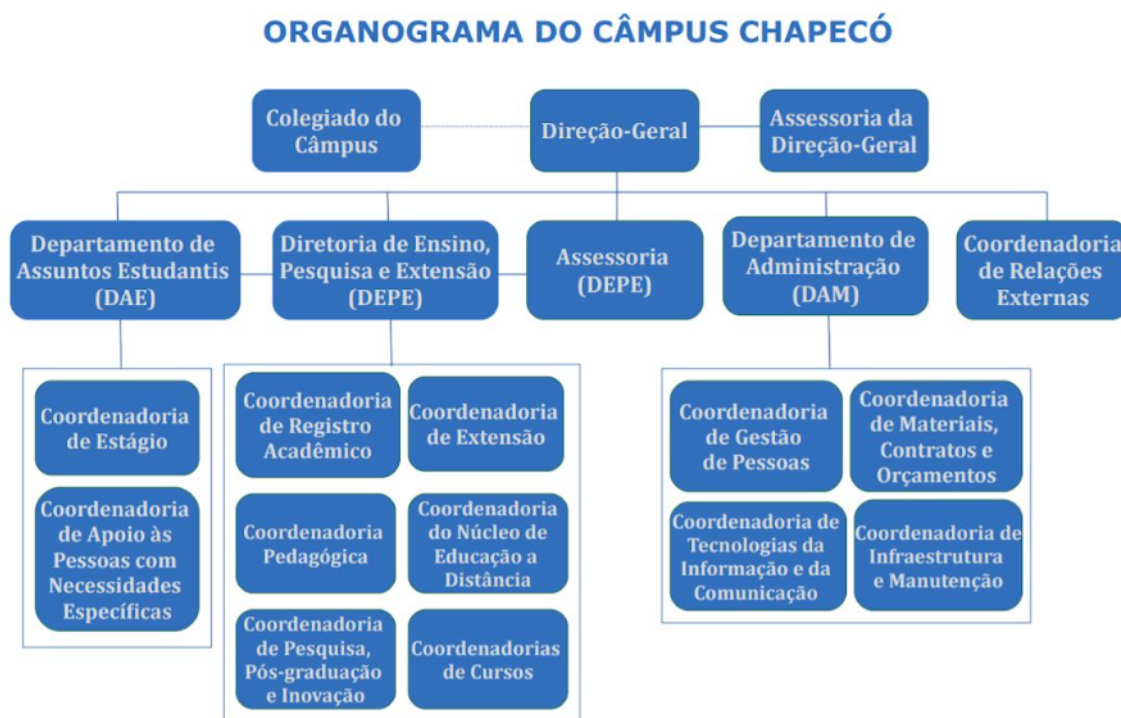 ORGANOGRAMA DO CÂMPUS CHAPECÓ
Colegiado do
Câmpus
Direção-Geral
Assessoria da
Direção-Geral
Departamento de
Assuntos Estudantis
(DAE)
Diretoria de Ensino,
Pesquisa e Extensão
(DEPE)
Assessoria
(DEPE)
Departamento de
Administração
(DAM)
Coordenadoria
de Relações
Externas
Coordenadoria
de Estágio
Coordenadoria
de Apoio às
Pessoas com
Necessidades
Específicas
Coordenadoria
de Registro
Acadêmico
Coordenadoria
de Extensão
Coordenadoria
Pedagógica
Coordenadoria
do Núcleo de
Educação a
Distância
Coordenadoria
de Pesquisa,
Pós-graduação
e Inovação
Coordenadorias
de Cursos
Coordenadoria
de Gestão
de Pessoas
Coordenadoria
de Materiais,
Contratos e
Orçamentos
Coordenadoria de
Tecnologias da
Informação e da
Comunicação
Coordenadoria de
Infraestrutura
e Manutenção